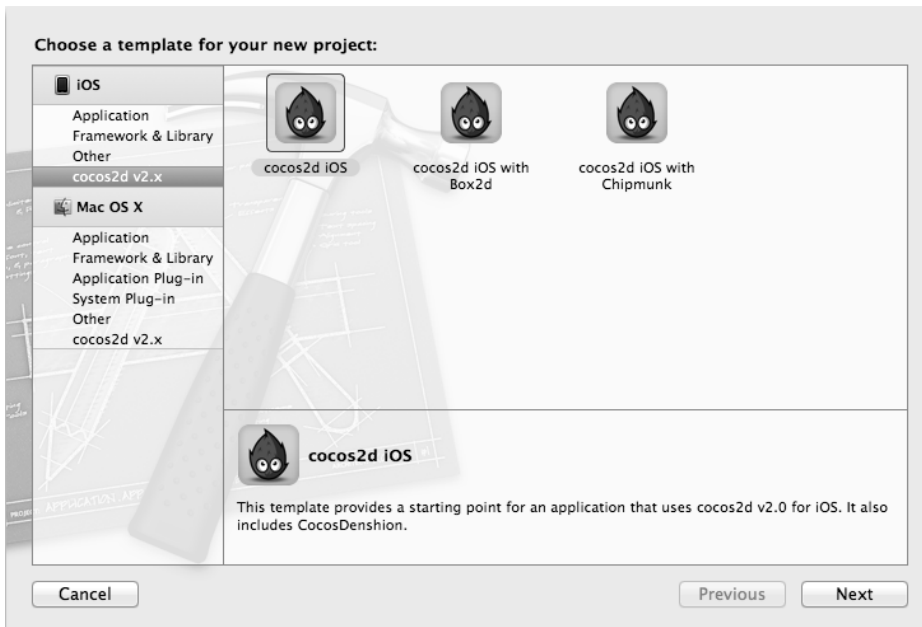 Choose a template for your new project:
iOS
Application
Framework & Library
Other
cocos2d v2.x
Mac OS X
Application
Framework & Library
Application Plug-in
System Plug-in
Other
cocos2d v2.x
cocos2d iOS
cocos2d iOS with
Box2d
cocos2d iOS with
Chipmunk
cocos2d iOS
This template provides a starting point for an application that uses cocos2d v2.0 for iOS. It also
includes CocosDenshion.
Cancel
Previous
Next